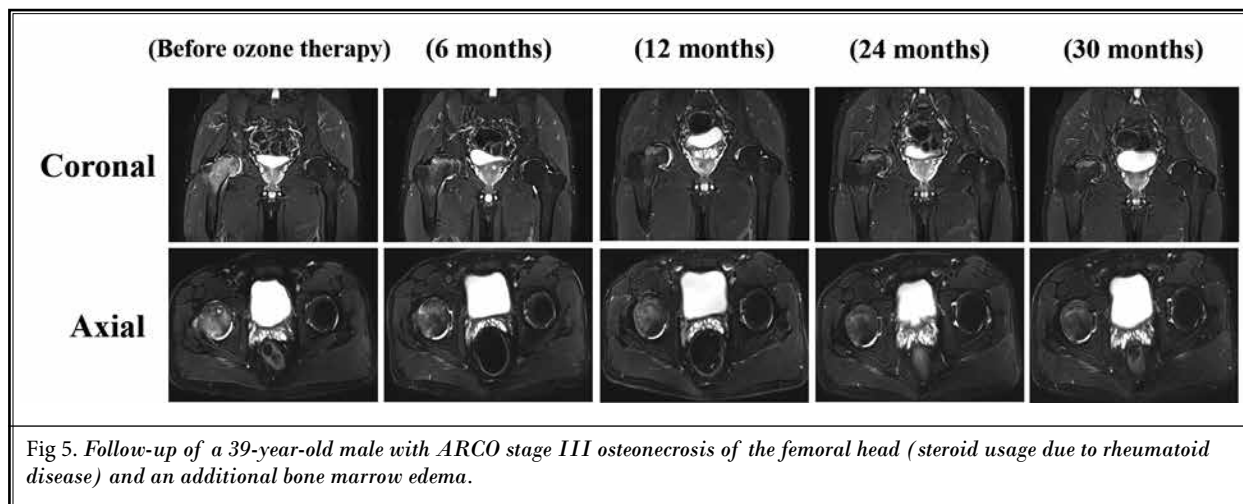 (Before ozone therapy) (6 months) (12 months) (24 months) (30 months)
Coronal
Axial
Fig 5. Follow-up of a 39-year-old male with ARCO stage III osteonecrosis of the femoral head (steroid usage due to rheumatoid
disease) and an additional bone marrow edema.